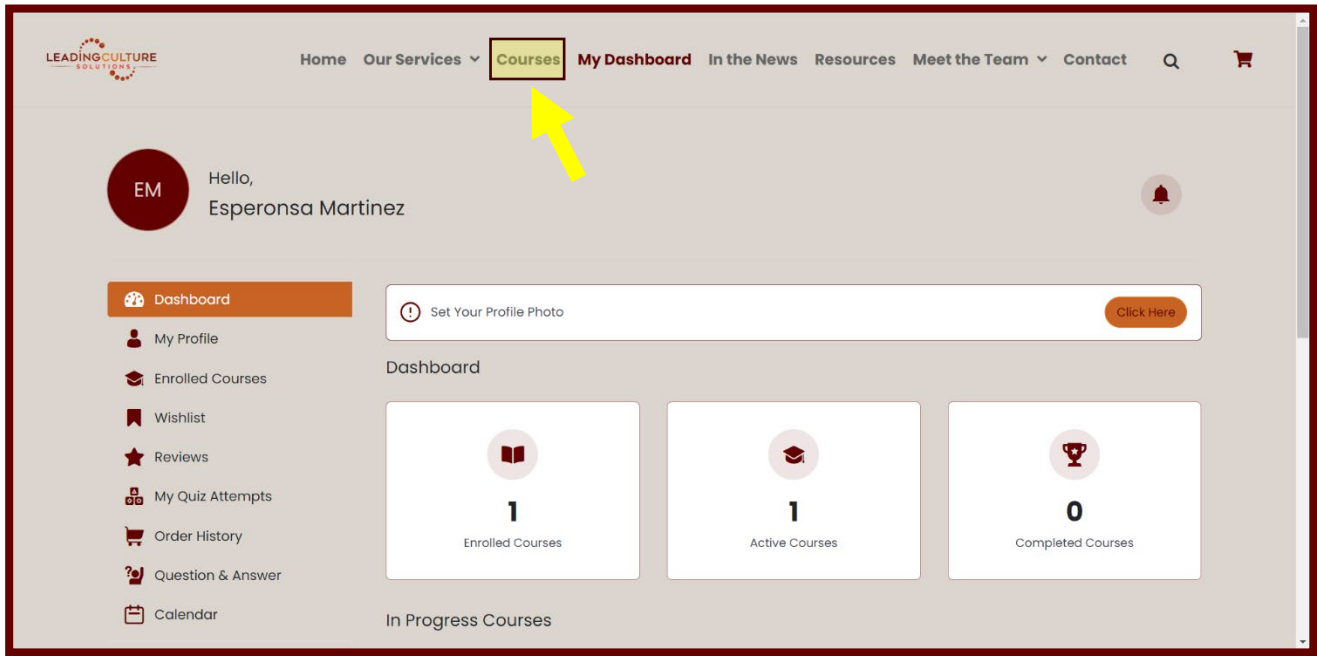 LEADINGCULTURE
SOLUTIONS
Home Our Services Courses My Dashboard In the News Resources Meet the Team Contact
EM
Hello,
Esperonsa Martinez
Dashboard
My Profile
Enrolled Courses
Wishlist
Reviews
My Quiz Attempts
Order History
Question & Answer
Calendar
Set Your Profile Photo
Click Here
Dashboard
1
Enrolled Courses
1
Active Courses
0
Completed Courses
In Progress Courses